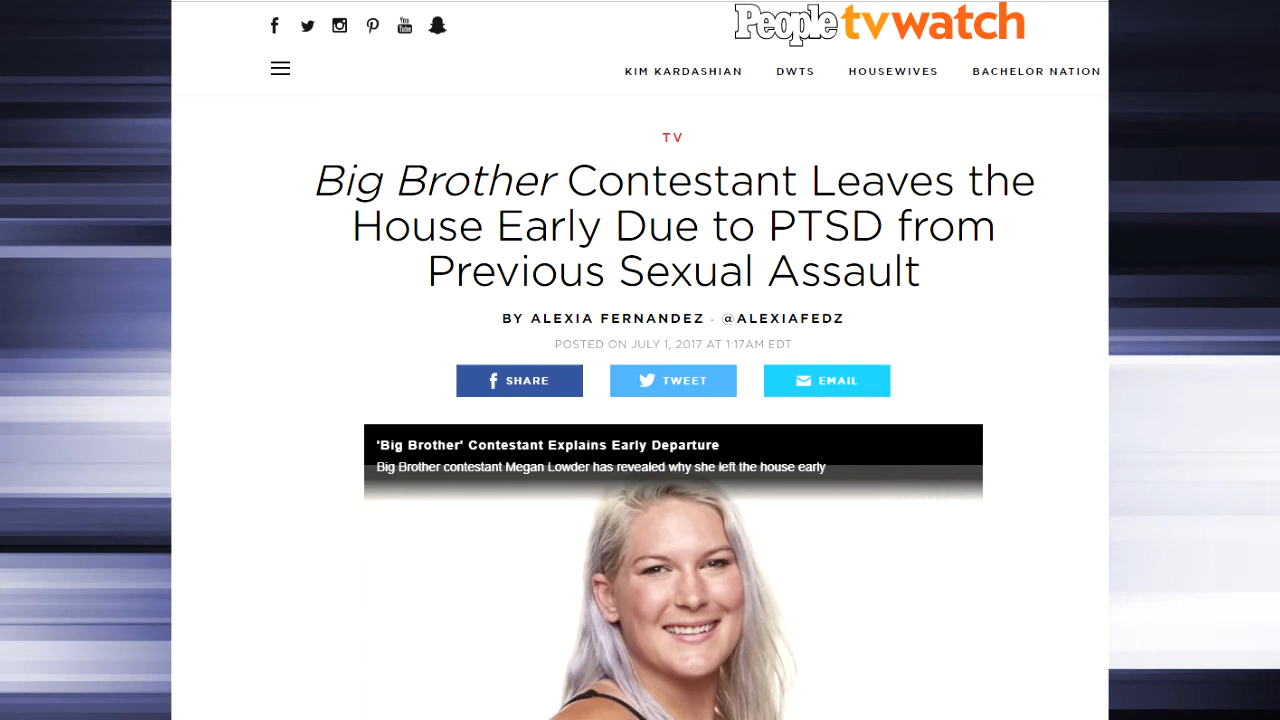 People tvwatch
KIM KARDASHIAN DWTS HOUSEWIVES BACHELOR NATION
TV
Big Brother Contestant Leaves the
House Early Due to PTSD from
Previous Sexual Assault
BY ALEXIA FERNANDEZ · @ALEXIAFEDZ
POSTED ON JULY 1, 2017 AT 1:17AM EDT
SHARE TWEET EMAIL
'Big Brother' Contestant Explains Early Departure
Big Brother contestant Megan Lowder has revealed why she left the house early